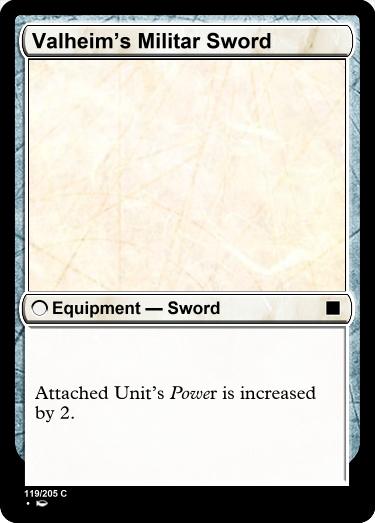 Valheim's Militar Sword
Equipment — Sword
Attached Unit's Power is increased
by 2.
119/205 C